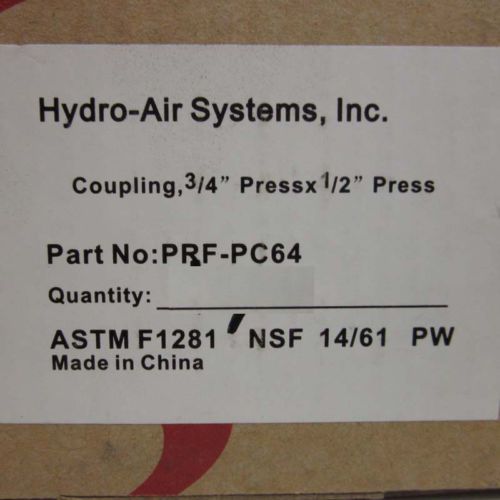 Hydro-Air Systems, Inc.
Coupling,3/4" Pressx1/2" Press
Part No:PRF-PC64
Quantity:
ASTM F1281 NSF 14/61 PW
Made in China